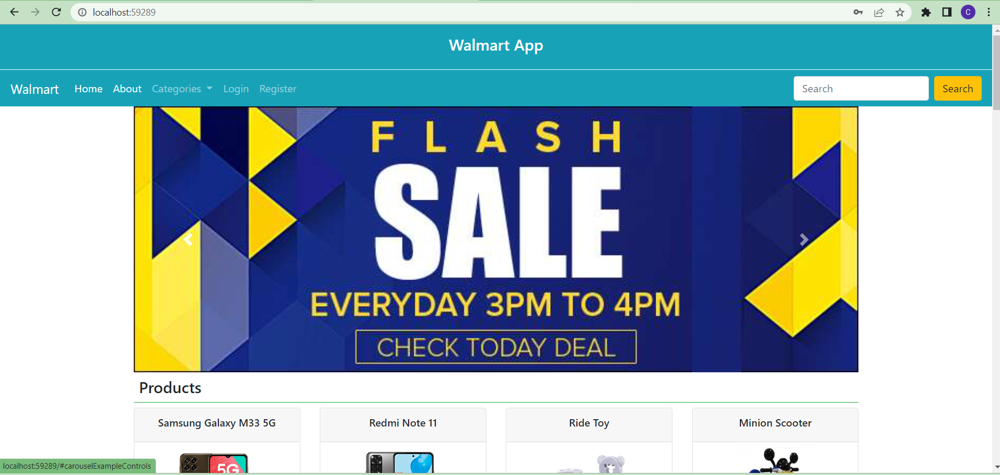 localhost:59289
C
Walmart App
Walmart Home About Categories Login Register Search Search
FLASH
SALE
EVERYDAY 3PM TO 4PM
CHECK TODAY DEAL
Products
Samsung Galaxy M33 5G Redmi Note 11 Ride Toy Minion Scooter
5G
localhost:59289/#carouselExampleControls